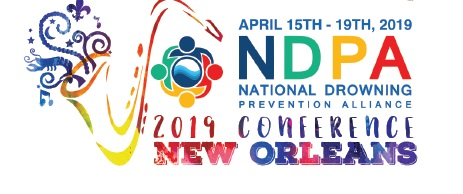 APRIL 15TH - 19TH, 2019
NDPA
NATIONAL DROWNING
PREVENTION ALLIANCE
2019 CONFERENCE
NEW ORLEANS